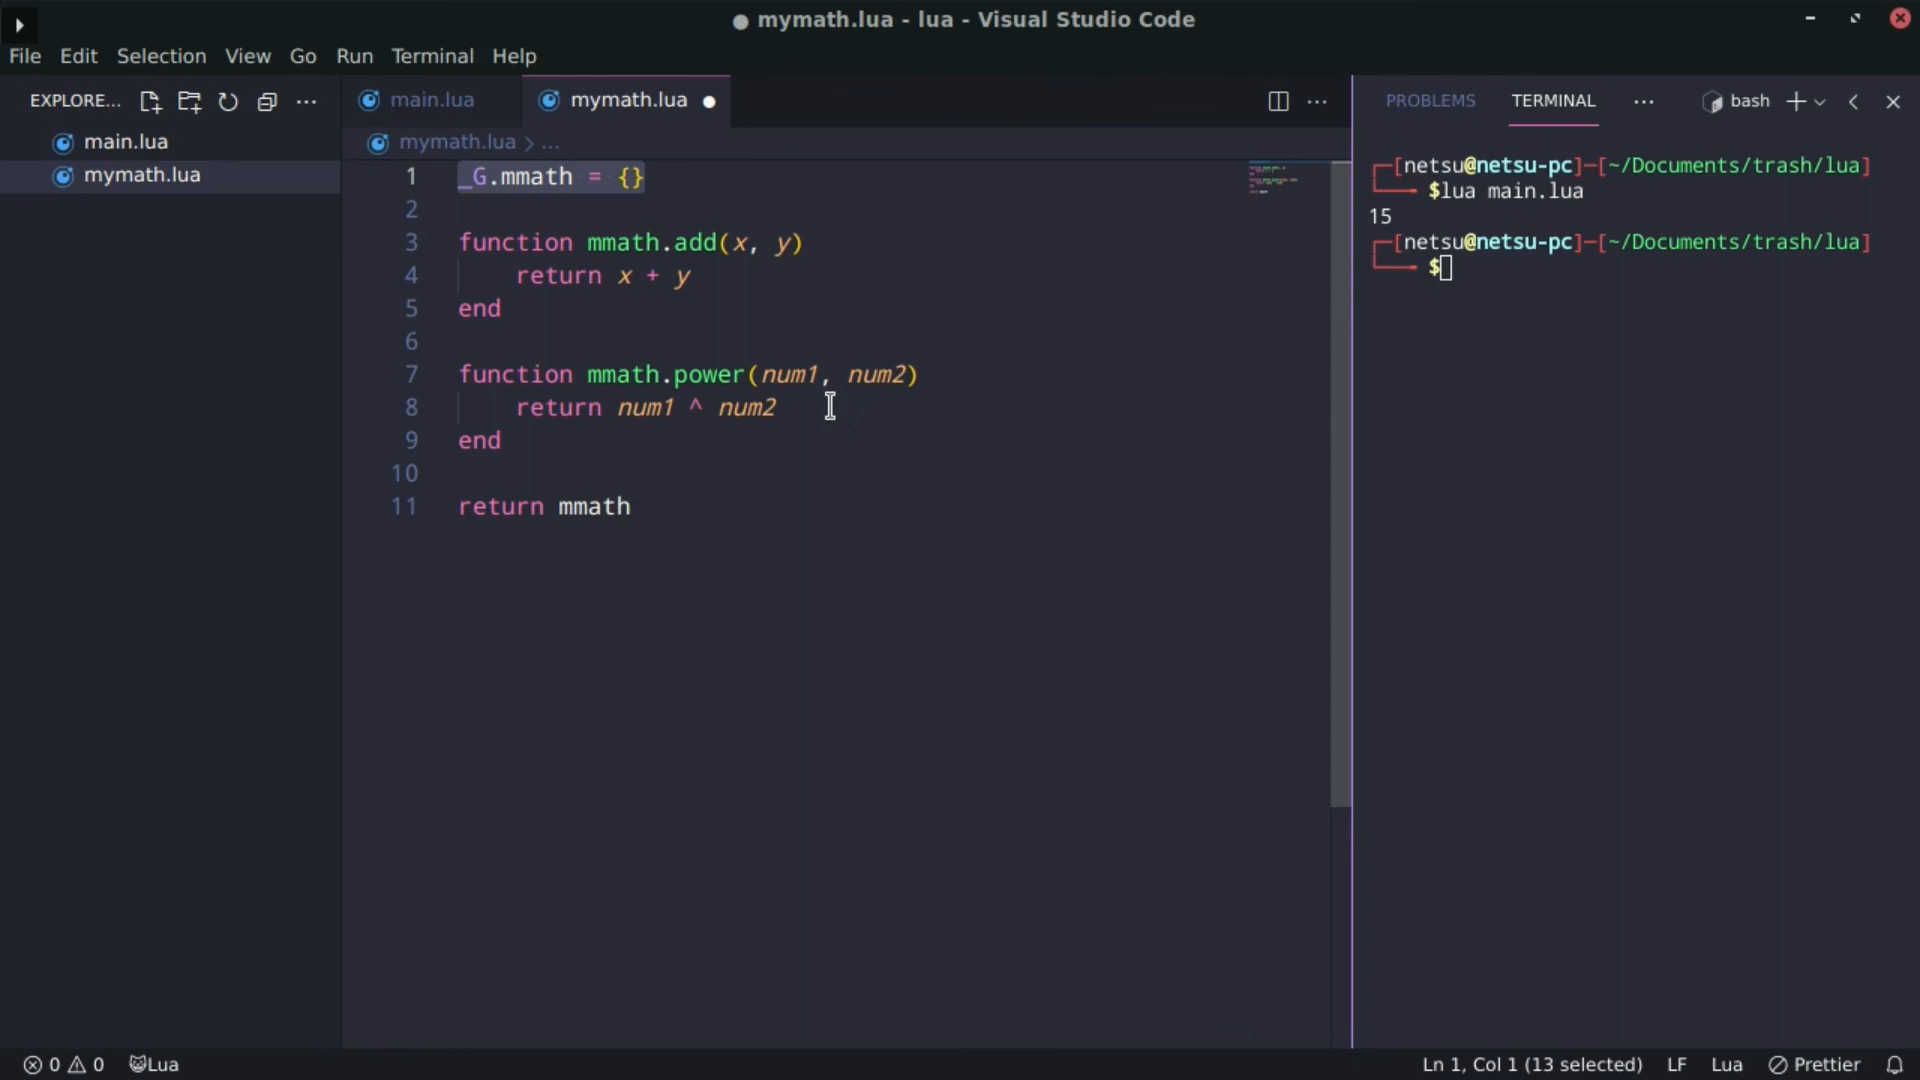 ● mymath.lua - lua - Visual Studio Code
File Edit Selection View Go Run Terminal Help
EXPLORE...
main.lua
mymath.lua
main.lua
mymath.lua ●
mymath.lua > ...
1 _G.mmath = {}
2
3 function mmath.add(x, y)
4 return x + y
5 end
6
7 function mmath.power(num1, num2)
8 return num1 ^ num2
9 end
10
11 return mmath
PROBLEMS TERMINAL ... bash
┌─[netsu@netsu-pc]─[~/Documents/trash/lua]
└── $lua main.lua
15
┌─[netsu@netsu-pc]─[~/Documents/trash/lua]
└── $
0 0 Lua
Ln 1, Col 1 (13 selected) LF Lua Prettier